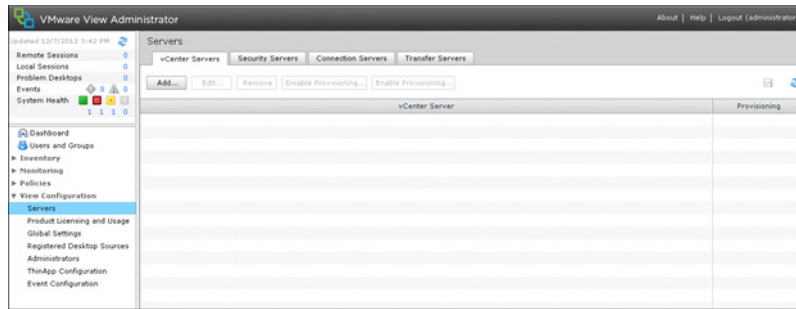 VMware View Administrator
About | Help | Logout (administrator
Updated 12/7/2012 3:42 PM
Remote Sessions 0
Local Sessions 0
Problem Desktops 0
Events 0 0
System Health
1 1 1 0
Dashboard
Users and Groups
Inventory
Monitoring
Policies
View Configuration
Servers
Product Licensing and Usage
Global Settings
Registered Desktop Sources
Administrators
ThinApp Configuration
Event Configuration
Servers
vCenter Servers Security Servers Connection Servers Transfer Servers
Add... Edit... Remove Disable Provisioning... Enable Provisioning...
vCenter Server Provisioning